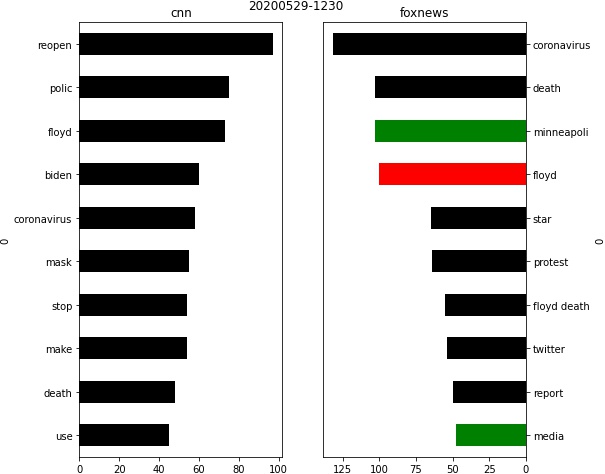 20200529-1230
cnn
foxnews
reopen
polic
floyd
biden
coronavirus
mask
stop
make
death
use
0
0 20 40 60 80 100
coronavirus
death
minneapoli
floyd
star
protest
floyd death
twitter
report
media
0
125 100 75 50 25 0